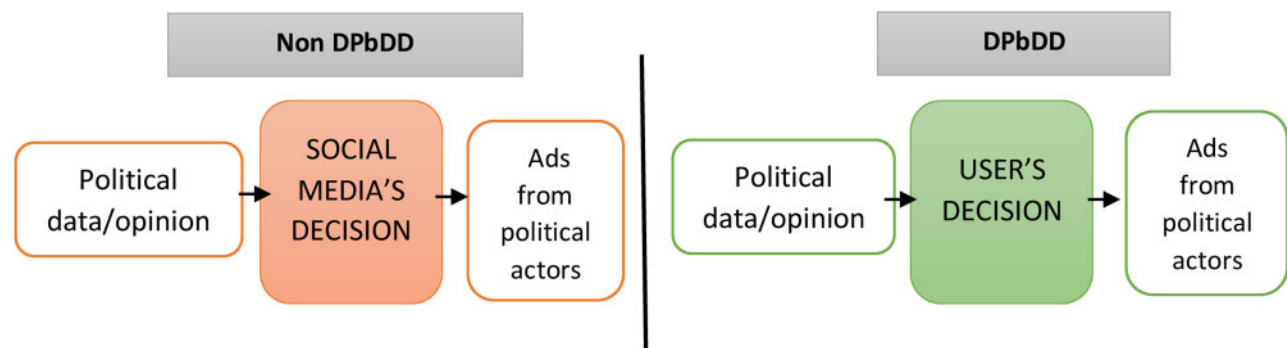 Non DPbDD
Political
data/opinion
SOCIAL
MEDIA'S
DECISION
Ads
from
political
actors
DPbDD
Political
data/opinion
USER'S
DECISION
Ads
from
political
actors